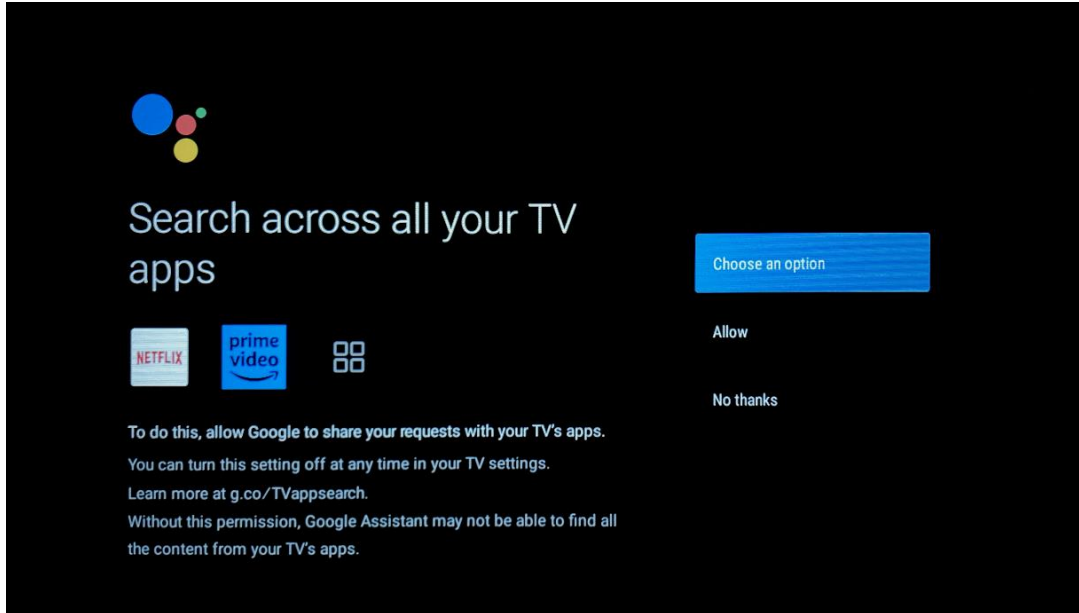 Search across all your TV
apps
NETFLIX
prime
video
To do this, allow Google to share your requests with your TV's apps.
You can turn this setting off at any time in your TV settings.
Learn more at g.co/TVappsearch.
Without this permission, Google Assistant may not be able to find all
the content from your TV's apps.
Choose an option
Allow
No thanks